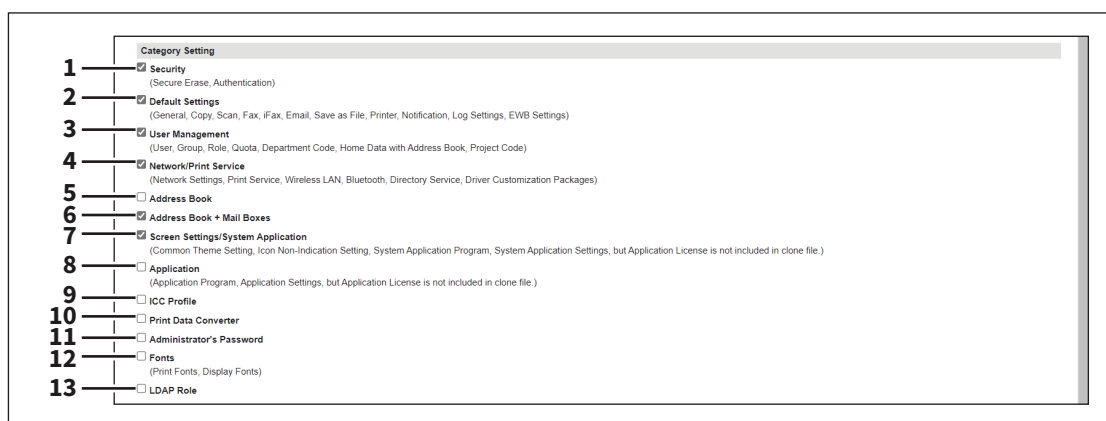 Category Setting
1 Security
(Secure Erase, Authentication)
2 Default Settings
(General, Copy, Scan, Fax, iFax, Email, Save as File, Printer, Notification, Log Settings, EWB Settings)
3 User Management
(User, Group, Role, Quota, Department Code, Home Data with Address Book, Project Code)
4 Network/Print Service
(Network Settings, Print Service, Wireless LAN, Bluetooth, Directory Service, Driver Customization Packages)
5 Address Book
6 Address Book + Mail Boxes
7 Screen Settings/System Application
(Common Theme Setting, Icon Non-Indication Setting, System Application Program, System Application Settings, but Application License is not included in clone file.)
8 Application
(Application Program, Application Settings, but Application License is not included in clone file.)
9 ICC Profile
10 Print Data Converter
11 Administrator's Password
12 Fonts
(Print Fonts, Display Fonts)
13 LDAP Role